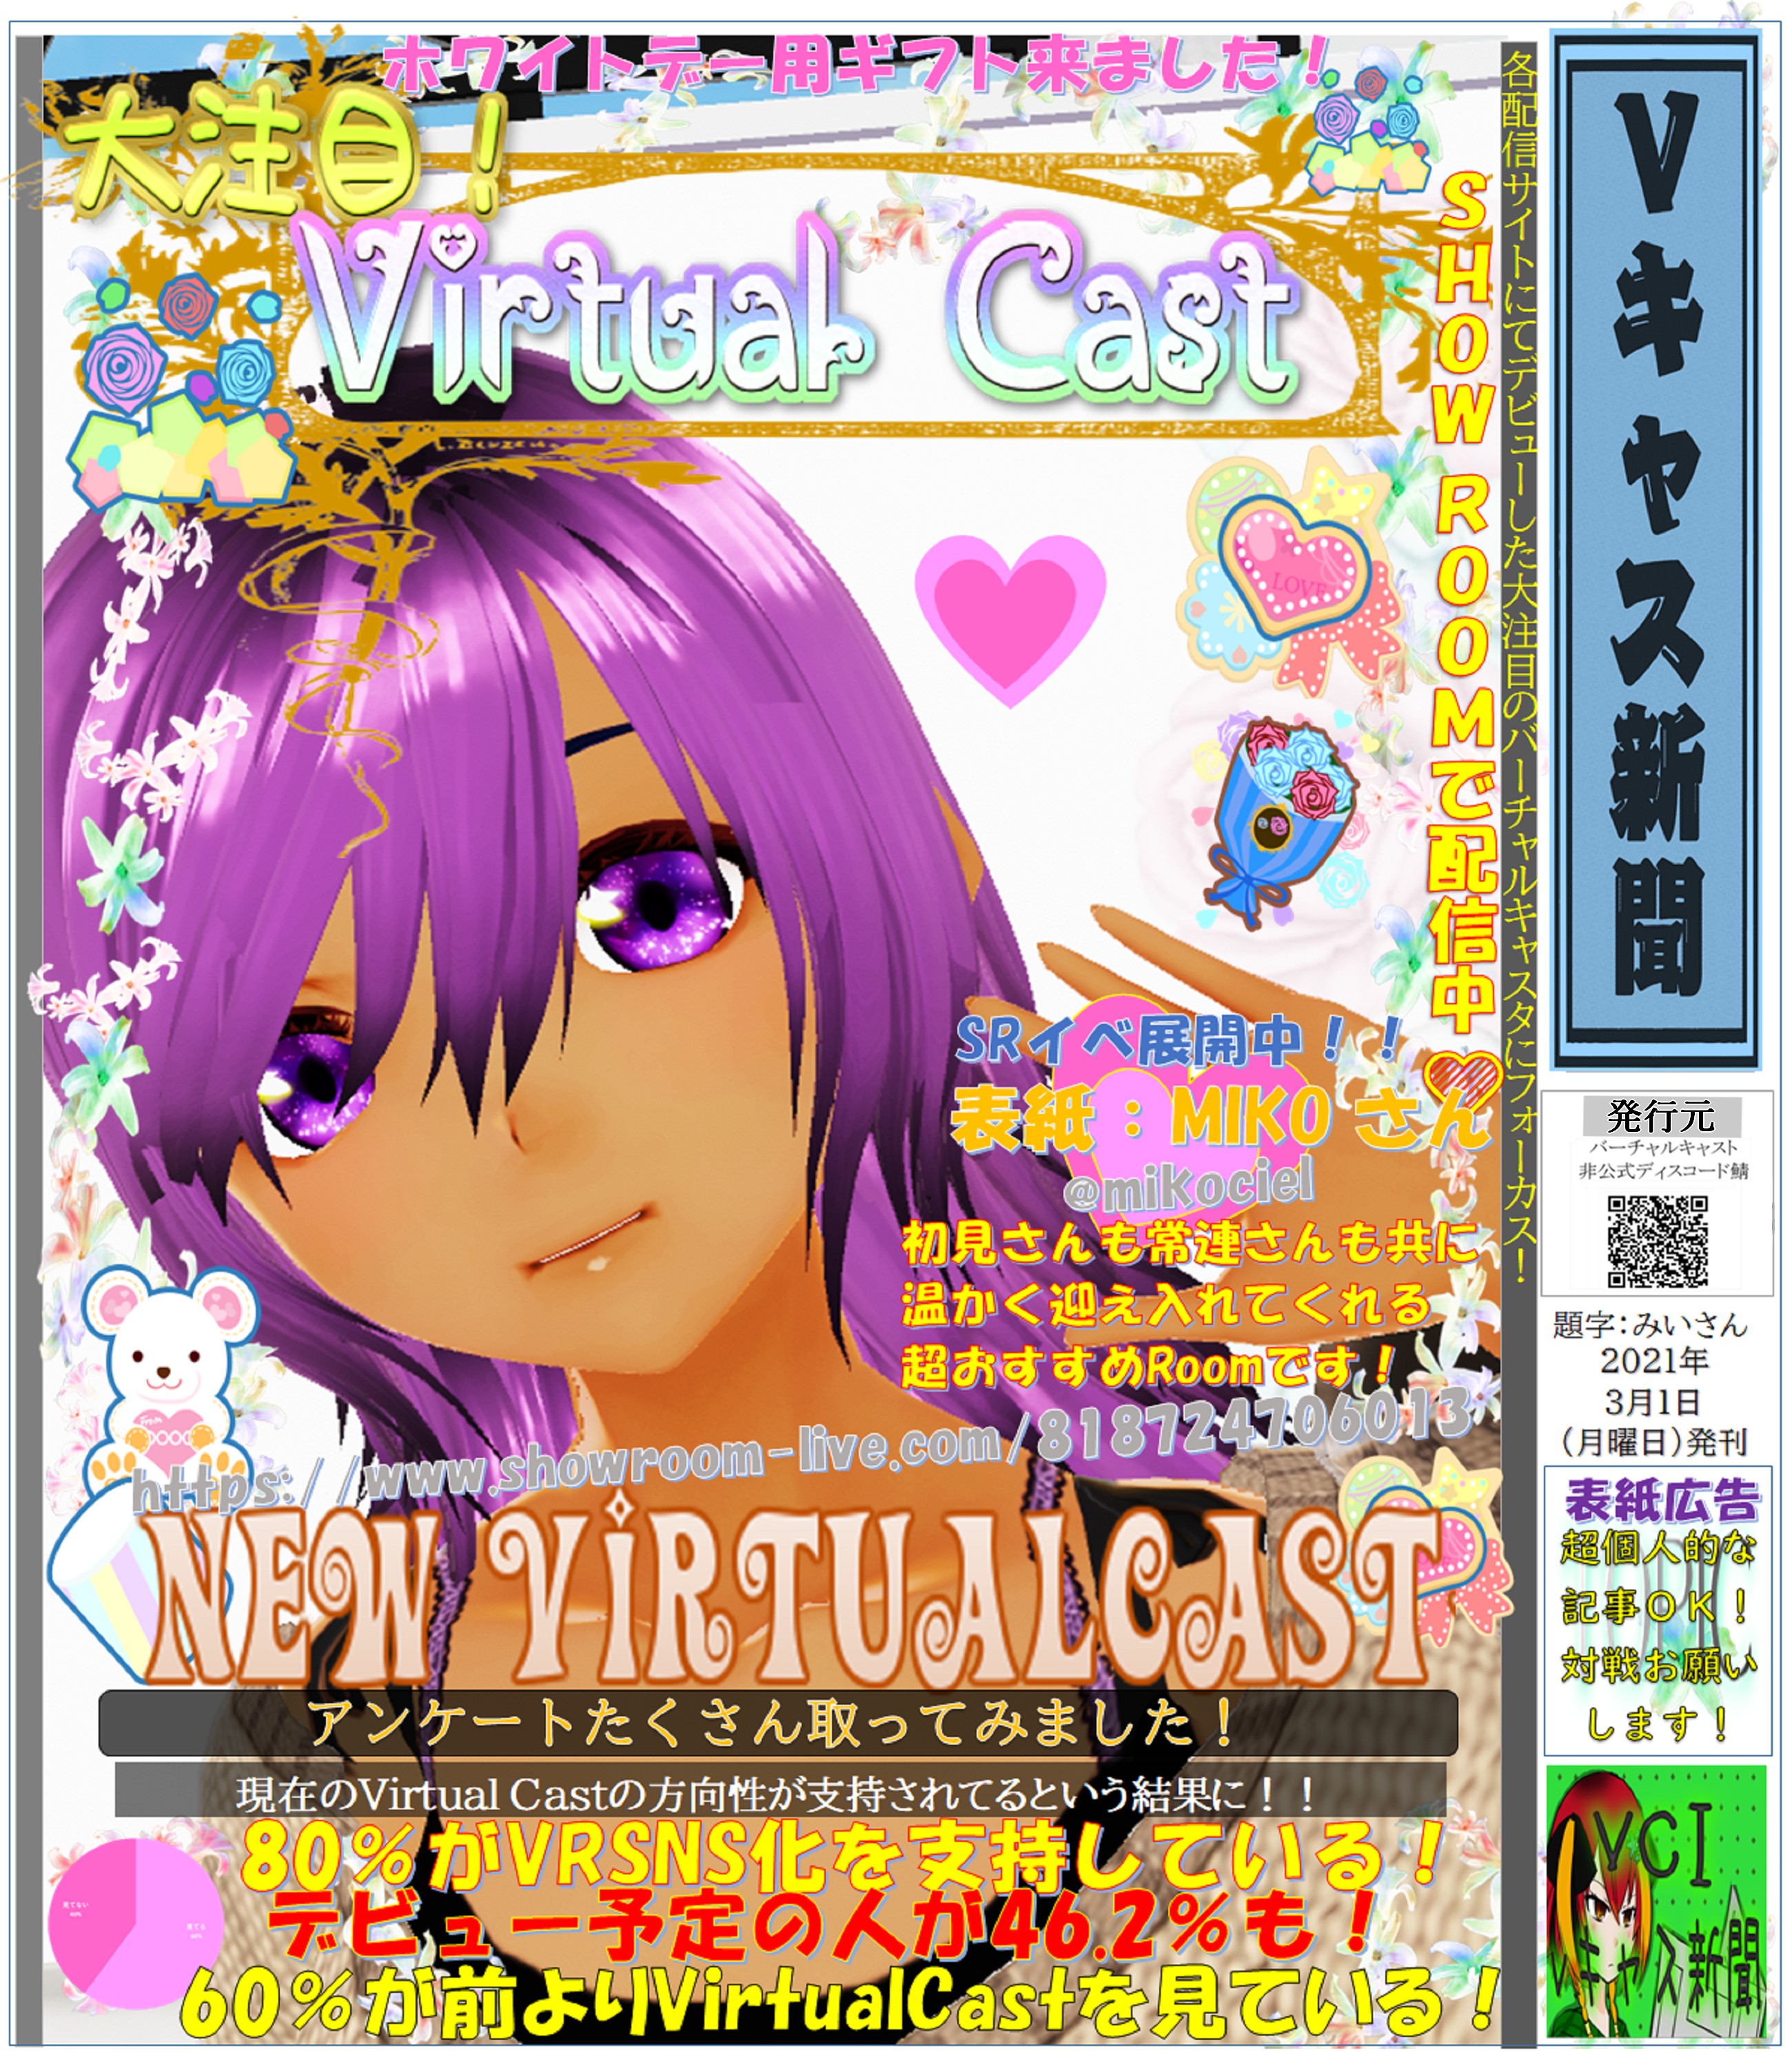 ホワイトデー用ギフト来ました！
大注目！
Virtual Cast
SHOWROOMで配信中
各配信サイトにてデビューした大注目のバーチャルキャスタにフォーカス！
Vキャス新聞
LOVE
SRイベ展開中！！
表紙：MIKO さん
@mikociel
初見さんも常連さんも共に
温かく迎え入れてくれる
超おすすめRoomです！
From
https://www.showroom-live.com/818724706013
NEW VIRTUALCAST
アンケートたくさん取ってみました！
現在のVirtual Castの方向性が支持されてるという結果に！！
80％がVRSNS化を支持している！
デビュー予定の人が46.2％も！
60％が前よりVirtualCastを見ている！
見てない
40%
見てる
60%
発行元
バーチャルキャスト
非公式ディスコード鯖
題字：みいさん
2021年
3月1日
（月曜日）発刊
表紙広告
超個人的な
記事ＯＫ！
対戦お願い
します！
VCI
Vキャス新聞